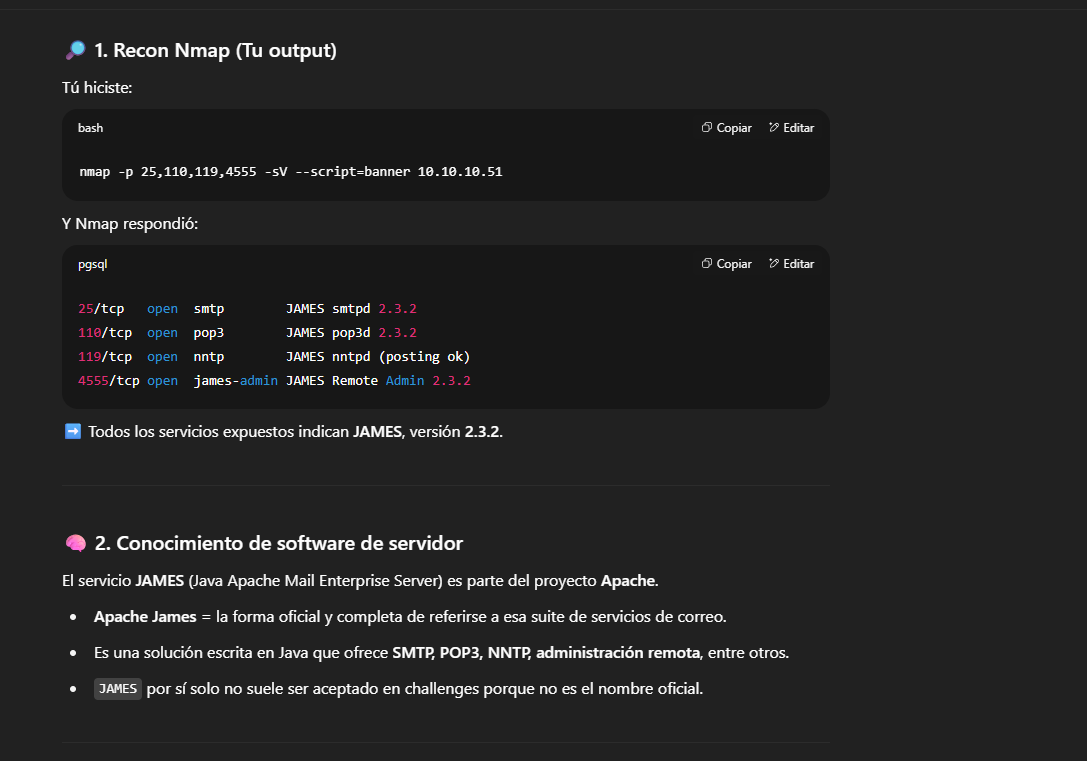 🔎 1. Recon Nmap (Tu output)
Tú hiciste:
bash
Copiar
Editar
nmap -p 25,110,119,4555 -sV --script=banner 10.10.10.51
Y Nmap respondió:
pgsql
Copiar
Editar
25/tcp   open  smtp        JAMES smtpd 2.3.2
110/tcp  open  pop3        JAMES pop3d 2.3.2
119/tcp  open  nntp        JAMES nntpd (posting ok)
4555/tcp open  james-admin JAMES Remote Admin 2.3.2
➡️ Todos los servicios expuestos indican JAMES, versión 2.3.2.
🧠 2. Conocimiento de software de servidor
El servicio JAMES (Java Apache Mail Enterprise Server) es parte del proyecto Apache.
• Apache James = la forma oficial y completa de referirse a esa suite de servicios de correo.
• Es una solución escrita en Java que ofrece SMTP, POP3, NNTP, administración remota, entre otros.
• JAMES por sí solo no suele ser aceptado en challenges porque no es el nombre oficial.